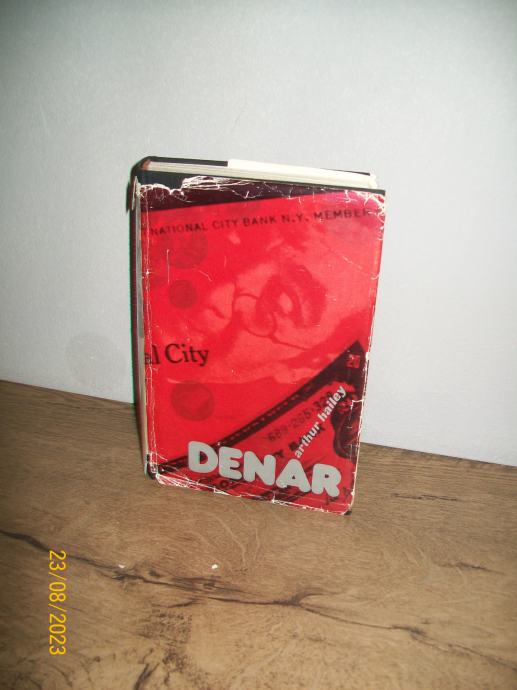 NATIONAL CITY BANK N.Y. MEMBER
al City
arthur hailey
DENAR
23/08/2023